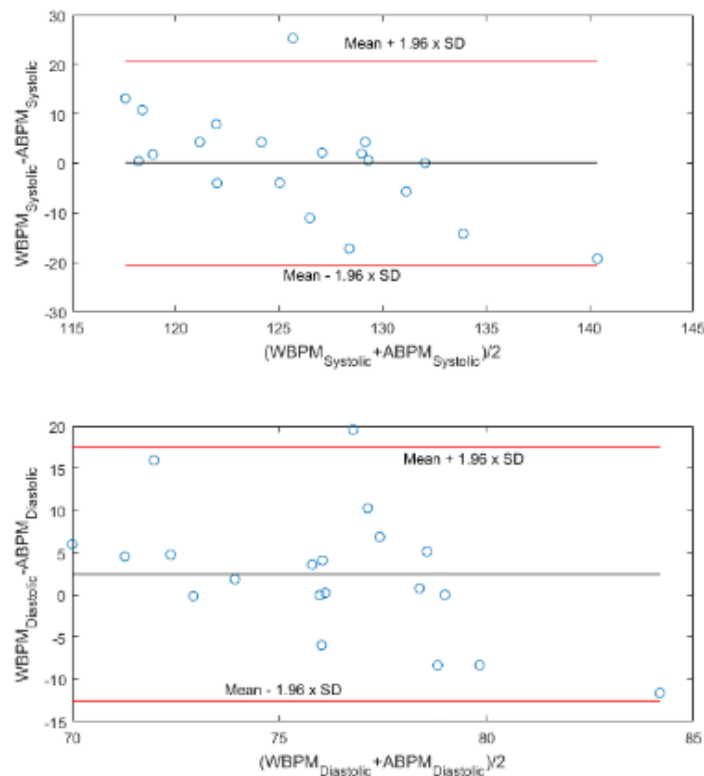 30
20
10
0
-10
-20
-30
WBPM_Systolic-ABPM_Systolic
Mean + 1.96 x SD
Mean - 1.96 x SD
115 120 125 130 135 140 145
(WBPM_Systolic+ABPM_Systolic)/2
20
15
10
5
0
-5
-10
-15
WBPM_Diastolic-ABPM_Diastolic
Mean + 1.96 x SD
Mean - 1.96 x SD
70 75 80 85
(WBPM_Diastolic+ABPM_Diastolic)/2